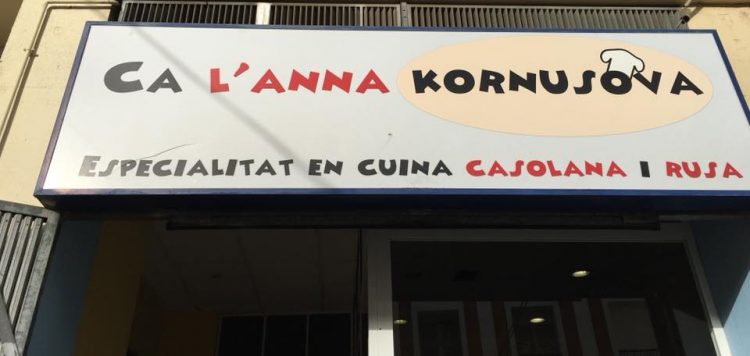 CA L'ANNA KORNUSOVA
ESPECIALITAT EN CUINA CASOLANA I RUSA